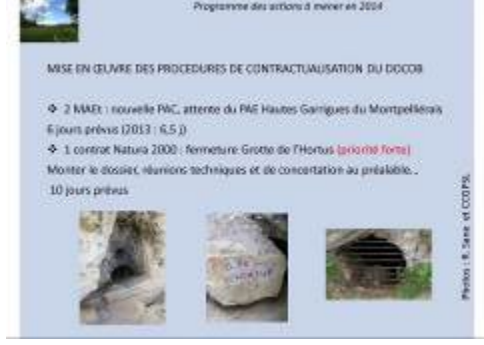 Programme des actions à mener en 2014
MISE EN ŒUVRE DES PROCEDURES DE CONTRACTUALISATION DU DOCOB
❖ 2 MAEt : nouvelle PAC, attente du PAE Hautes Garrigues du Montpelliérais
6 jours prévus (2013 : 6,5 j)
❖ 1 contrat Natura 2000 : fermeture Grotte de l'Hortus (priorité forte)
Monter le dossier, réunions techniques et de concertation au préalable...
10 jours prévus
Photos : R. Sane et CCGPSL